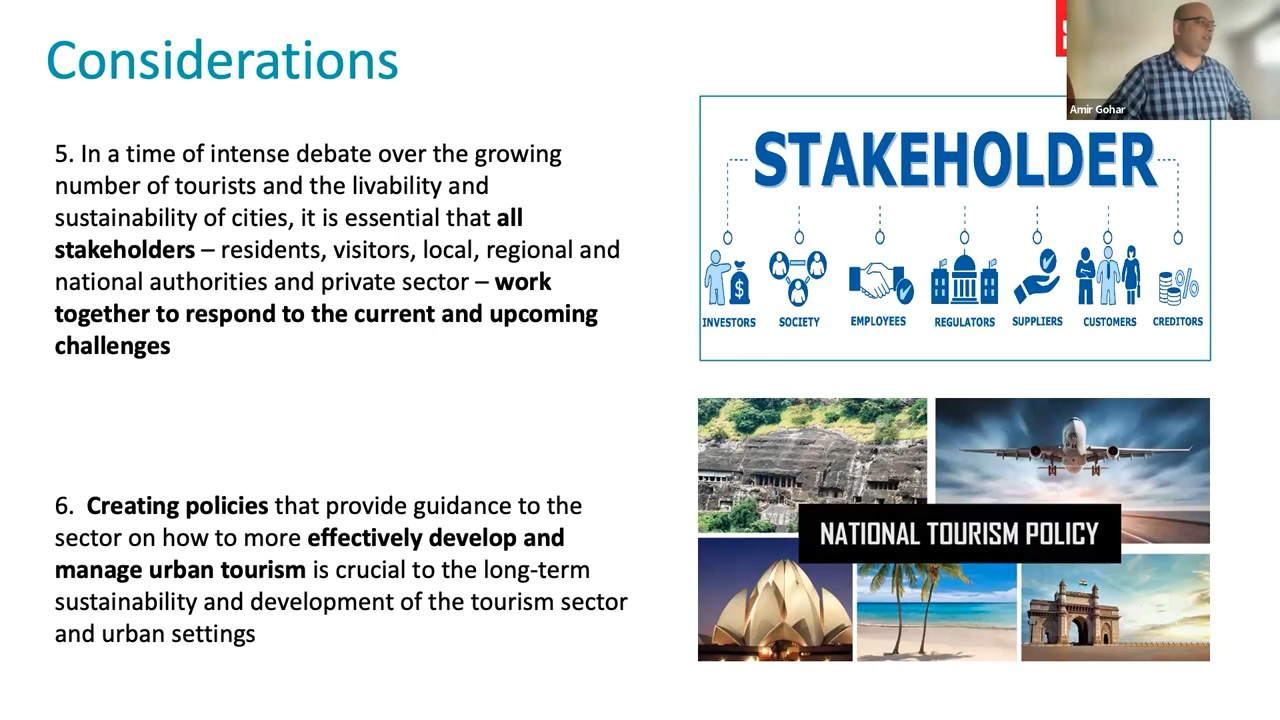 Considerations
Amir Gohar
5. In a time of intense debate over the growing
number of tourists and the livability and
sustainability of cities, it is essential that all
stakeholders – residents, visitors, local, regional and
national authorities and private sector – work
together to respond to the current and upcoming
challenges
STAKEHOLDER
INVESTORS SOCIETY EMPLOYEES REGULATORS SUPPLIERS CUSTOMERS CREDITORS
6. Creating policies that provide guidance to the
sector on how to more effectively develop and
manage urban tourism is crucial to the long-term
sustainability and development of the tourism sector
and urban settings
NATIONAL TOURISM POLICY